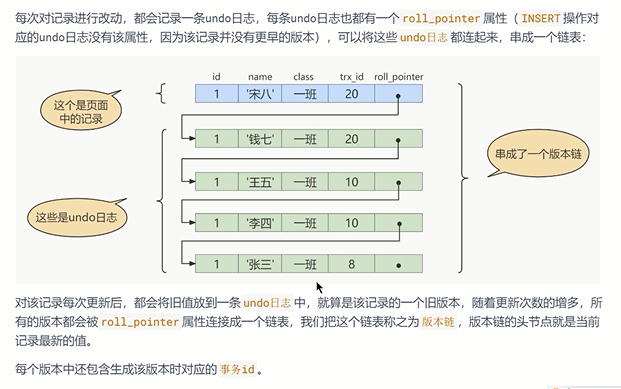 每次对记录进行改动，都会记录一条undo日志，每条undo日志也都有一个 roll_pointer 属性（ INSERT 操作对
应的undo日志没有该属性，因为该记录并没有更早的版本），可以将这些 undo日志 都连起来，串成一个链表：
id name class trx_id roll_pointer
1 '宋八' 一班 20
这个是页面
中的记录
1 '钱七' 一班 20
1 '王五' 一班 10
串成了一个版本链
这些是undo日志
1 '李四' 一班 10
1 '张三' 一班 8
对该记录每次更新后，都会将旧值放到一条 undo日志 中，就算是该记录的一个旧版本，随着更新次数的增多，所
有的版本都会被 roll_pointer 属性连接成一个链表，我们把这个链表称之为 版本链 ，版本链的头节点就是当前
记录最新的值。
每个版本中还包含生成该版本时对应的 事务id 。